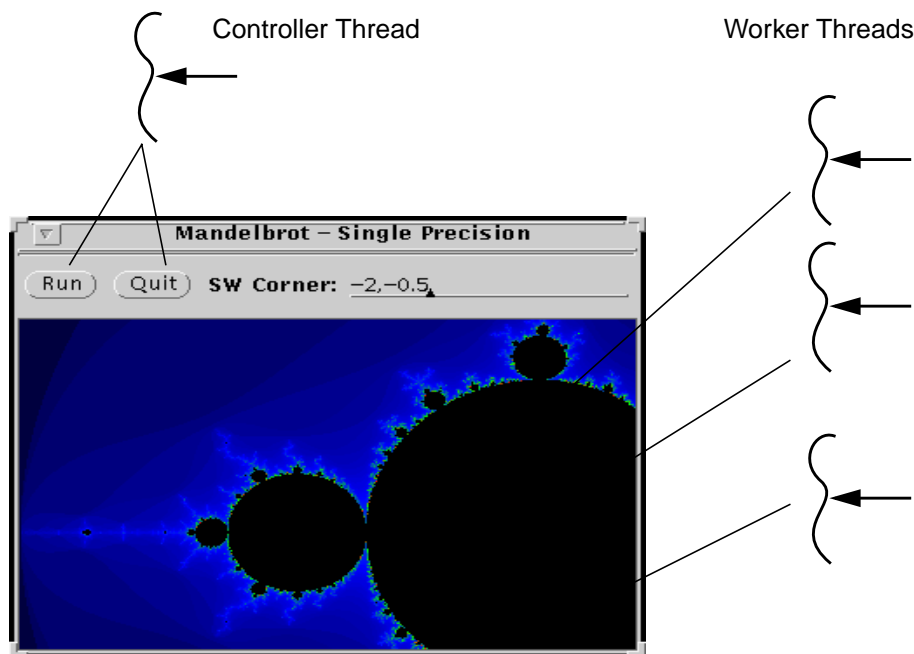 Controller Thread
Worker Threads
Mandelbrot – Single Precision
Run
Quit
SW Corner: −2,−0.5